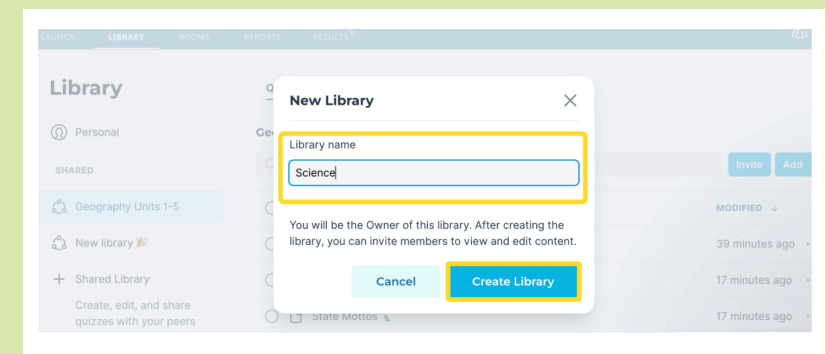 LAUNCH LIBRARY ROOMS REPORTS RESULTS
Library
Personal
SHARED
Geography Units 1-5
New library
Shared Library
Create, edit, and share
quizzes with your peers
Q
Ge
New Library
Library name
Science
You will be the Owner of this library. After creating the
library, you can invite members to view and edit content.
Cancel Create Library
Invite Add
MODIFIED
39 minutes ago
17 minutes ago
State Mottos 17 minutes ago